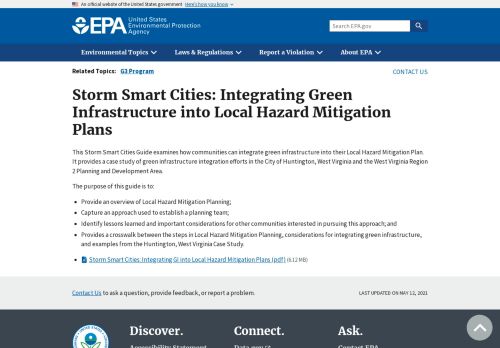 An official website of the United States government Here's how you know
EPA United States
Environmental Protection
Agency
Search EPA.gov
Environmental Topics Laws & Regulations Report a Violation About EPA
Related Topics: G3 Program CONTACT US
Storm Smart Cities: Integrating Green
Infrastructure into Local Hazard Mitigation
Plans
This Storm Smart Cities Guide examines how communities can integrate green infrastructure into their Local Hazard Mitigation Plan.
It provides a case study of green infrastructure integration efforts in the City of Huntington, West Virginia and the West Virginia Region
2 Planning and Development Area.
The purpose of this guide is to:
Provide an overview of Local Hazard Mitigation Planning;
Capture an approach used to establish a planning team;
Identify lessons learned and important considerations for other communities interested in pursuing this approach; and
Provides a crosswalk between the steps in Local Hazard Mitigation Planning, considerations for integrating green infrastructure,
and examples from the Huntington, West Virginia Case Study.
Storm Smart Cities: Integrating GI into Local Hazard Mitigation Plans (pdf) (6.12 MB)
Contact Us to ask a question, provide feedback, or report a problem. LAST UPDATED ON MAY 12, 2021
Discover. Connect. Ask.
Accessibility Statement Data.gov Contact EPA